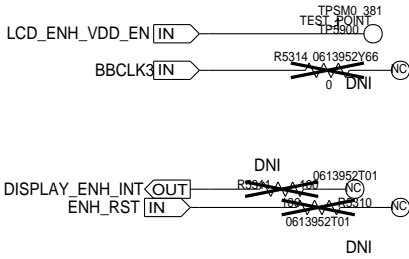 TPSM0_381
TEST_POINT
TP5900
LCD_ENH_VDD_EN IN
R5314 0613952Y66
BBCLK3 IN NC
0 DNI
DNI
0613952T01
DISPLAY_ENH_INT OUT 100 NC
ENH_RST IN R5310 NC
0613952T01
DNI